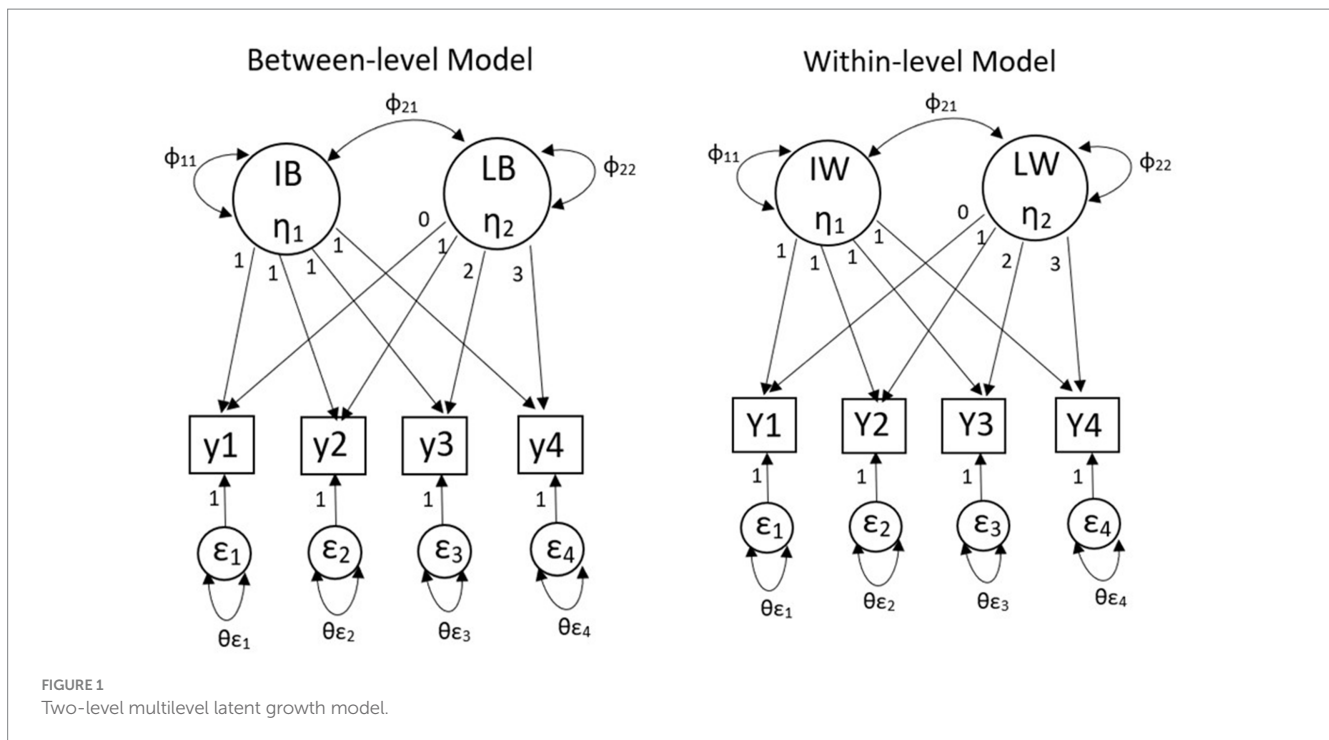 Between-level Model
Within-level Model
ϕ21
ϕ11
IB
η1
LB
η2
ϕ22
1
1
1
1
0
1
2
3
y1
y2
y3
y4
1
1
1
1
ε1
ε2
ε3
ε4
θε1
θε2
θε3
θε4
ϕ21
ϕ11
IW
η1
LW
η2
ϕ22
1
1
1
1
0
1
2
3
Y1
Y2
Y3
Y4
1
1
1
1
ε1
ε2
ε3
ε4
θε1
θε2
θε3
θε4
FIGURE 1
Two-level multilevel latent growth model.